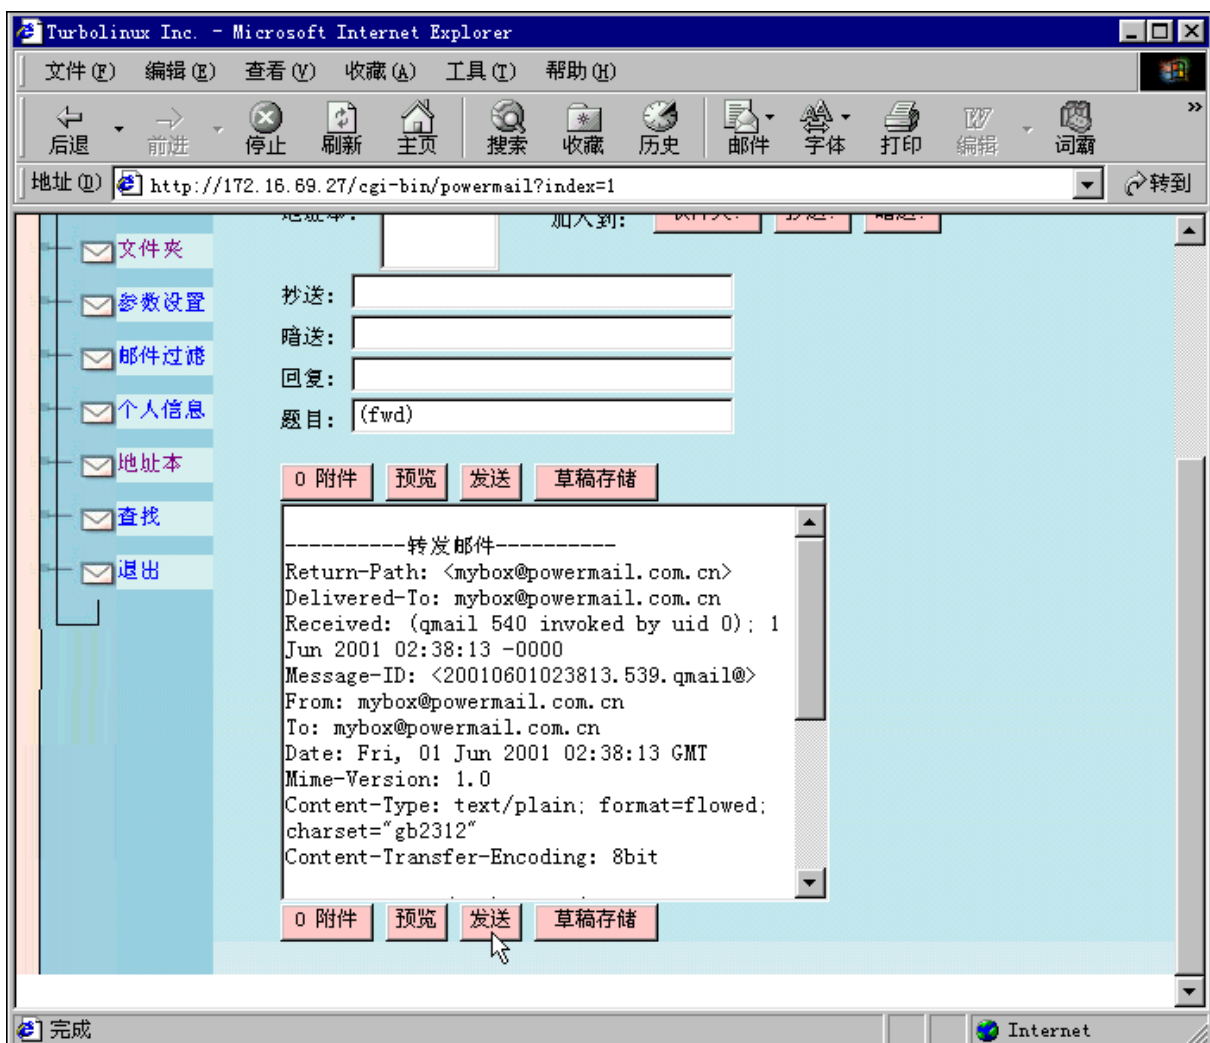 Turbolinux Inc. - Microsoft Internet Explorer
文件(F) 编辑(E) 查看(V) 收藏(A) 工具(T) 帮助(H)
后退 前进 停止 刷新 主页 搜索 收藏 历史 邮件 字体 打印 编辑 词霸 »
地址(D) http://172.16.69.27/cgi-bin/powermail?index=1 转到
地址本: 加入到:
文件夹
参数设置
邮件过滤
个人信息
地址本
查找
退出
抄送:
暗送:
回复:
题目: (fwd)
0 附件 预览 发送 草稿存储
----------转发邮件----------
Return-Path: <mybox@powermail.com.cn>
Delivered-To: mybox@powermail.com.cn
Received: (qmail 540 invoked by uid 0); 1
Jun 2001 02:38:13 -0000
Message-ID: <20010601023813.539.qmail@>
From: mybox@powermail.com.cn
To: mybox@powermail.com.cn
Date: Fri, 01 Jun 2001 02:38:13 GMT
Mime-Version: 1.0
Content-Type: text/plain; format=flowed;
charset="gb2312"
Content-Transfer-Encoding: 8bit
0 附件 预览 发送 草稿存储
完成 Internet